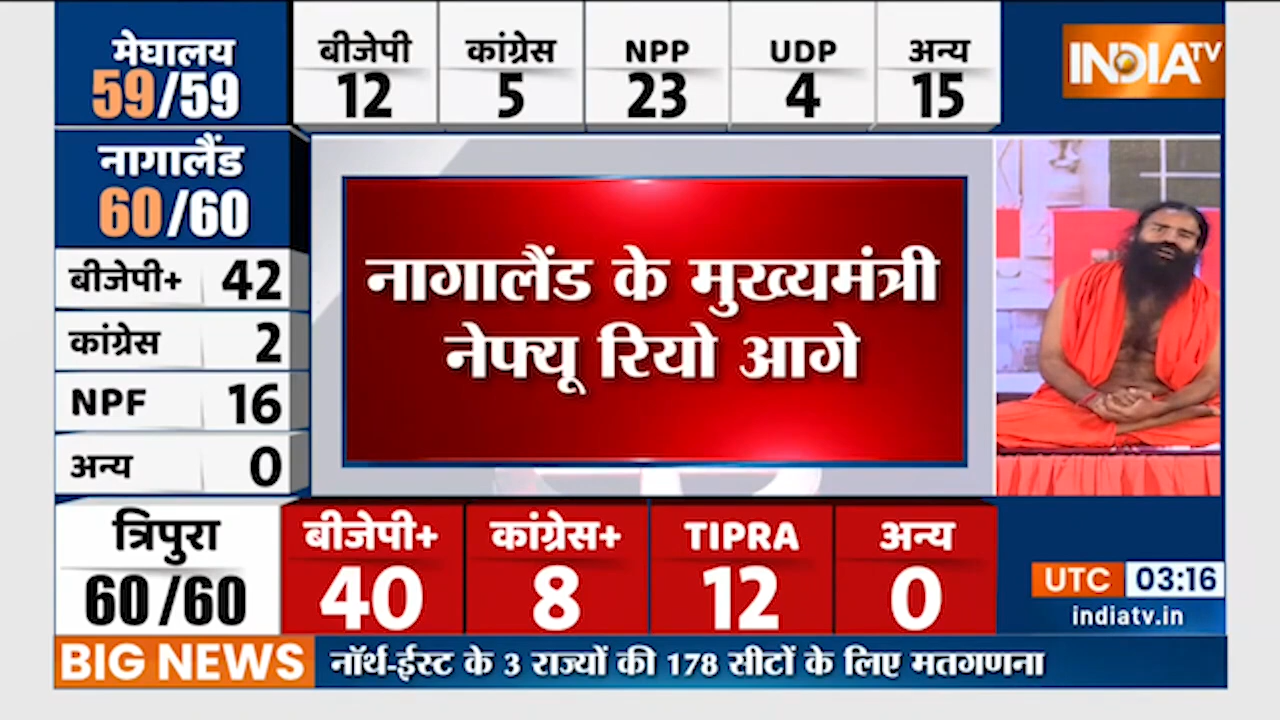 मेघालय
59/59
बीजेपी
12
कांग्रेस
5
NPP
23
UDP
4
अन्य
15
INDIA TV
नागालैंड
60/60
बीजेपी+ 42
कांग्रेस 2
NPF 16
अन्य 0
नागालैंड के मुख्यमंत्री
नेफ्यू रियो आगे
त्रिपुरा
60/60
बीजेपी+
40
कांग्रेस+
8
TIPRA
12
अन्य
0
UTC 03:16
indiatv.in
BIG NEWS
नॉर्थ-ईस्ट के 3 राज्यों की 178 सीटों के लिए मतगणना